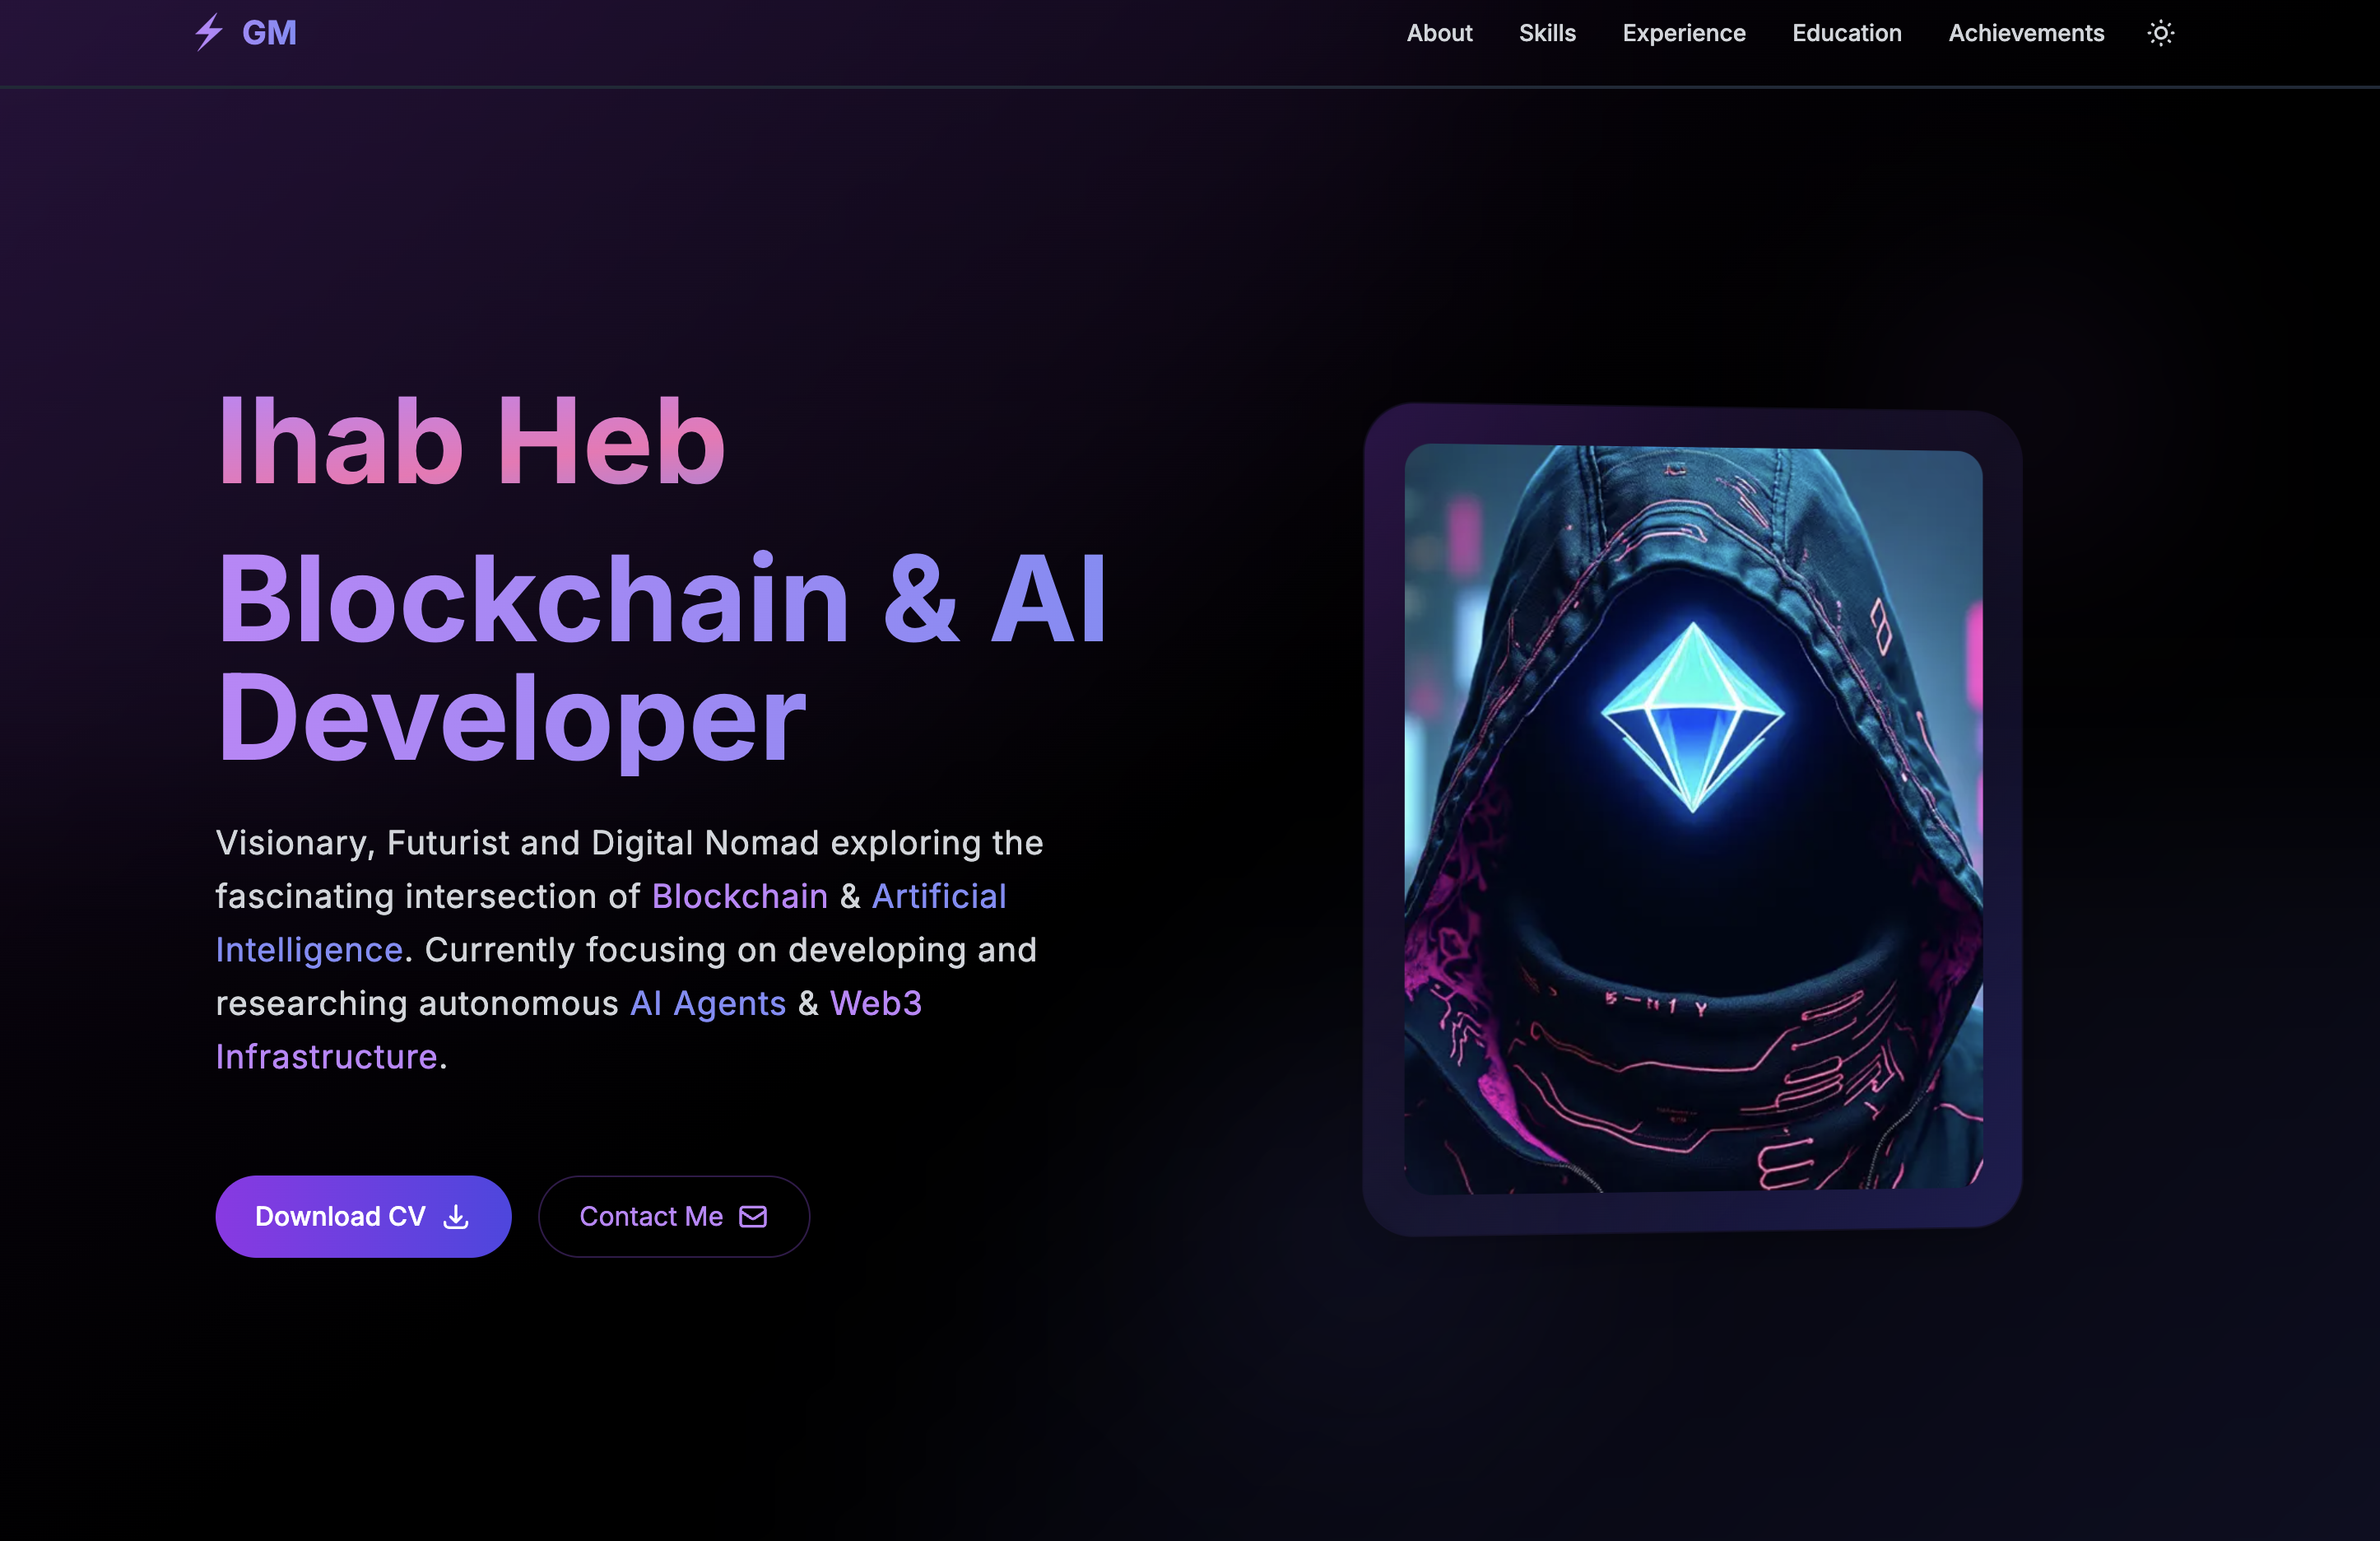 GM
About Skills Experience Education Achievements
Ihab Heb
Blockchain & AI
Developer
Visionary, Futurist and Digital Nomad exploring the
fascinating intersection of Blockchain & Artificial
Intelligence. Currently focusing on developing and
researching autonomous AI Agents & Web3
Infrastructure.
Download CV
Contact Me